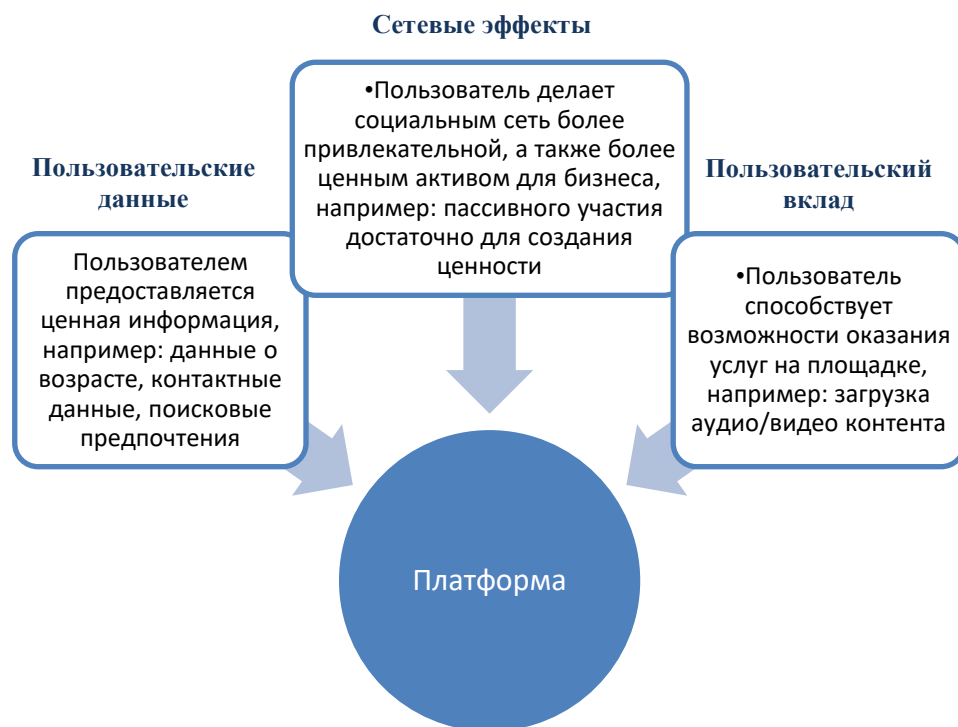 Сетевые эффекты
•Пользователь делает
социальным сеть более
привлекательной, а также более
ценным активом для бизнеса,
например: пассивного участия
достаточно для создания
ценности
Пользовательские
данные
Пользователем
предоставляется
ценная информация,
например: данные о
возрасте, контактные
данные, поисковые
предпочтения
Пользовательский
вклад
•Пользователь
способствует
возможности оказания
услуг на площадке,
например: загрузка
аудио/видео контента
Платформа